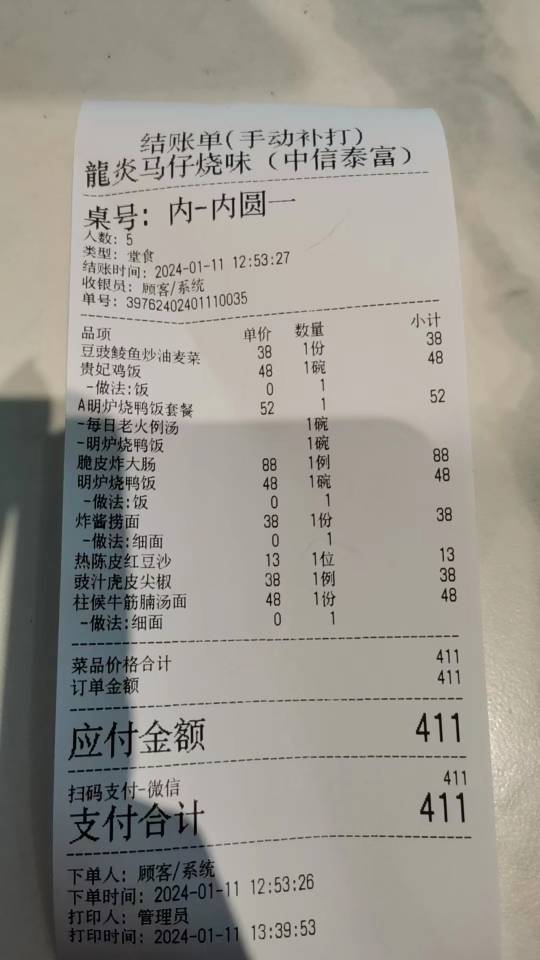 结账单(手动补打)
龍炎马仔烧味（中信泰富）
桌号: 内-内圆一
人数: 5
类型: 堂食
结账时间: 2024-01-11 12:53:27
收银员: 顾客/系统
单号: 39762402401110035
品项 单价 数量 小计
豆豉鲮鱼炒油麦菜 38 1份 38
贵妃鸡饭 48 1碗 48
-做法:饭 0 1
A明炉烧鸭饭套餐 52 1 52
-每日老火例汤 1碗
-明炉烧鸭饭 1碗
脆皮炸大肠 88 1例 88
明炉烧鸭饭 48 1碗 48
-做法:饭 0 1
炸酱捞面 38 1份 38
-做法:细面 0 1
热陈皮红豆沙 13 1位 13
豉汁虎皮尖椒 38 1例 38
柱候牛筋腩汤面 48 1份 48
-做法:细面 0 1
菜品价格合计 411
订单金额 411
应付金额 411
扫码支付-微信 411
支付合计 411
下单人: 顾客/系统
下单时间: 2024-01-11 12:53:26
打印人: 管理员
打印时间: 2024-01-11 13:39:53